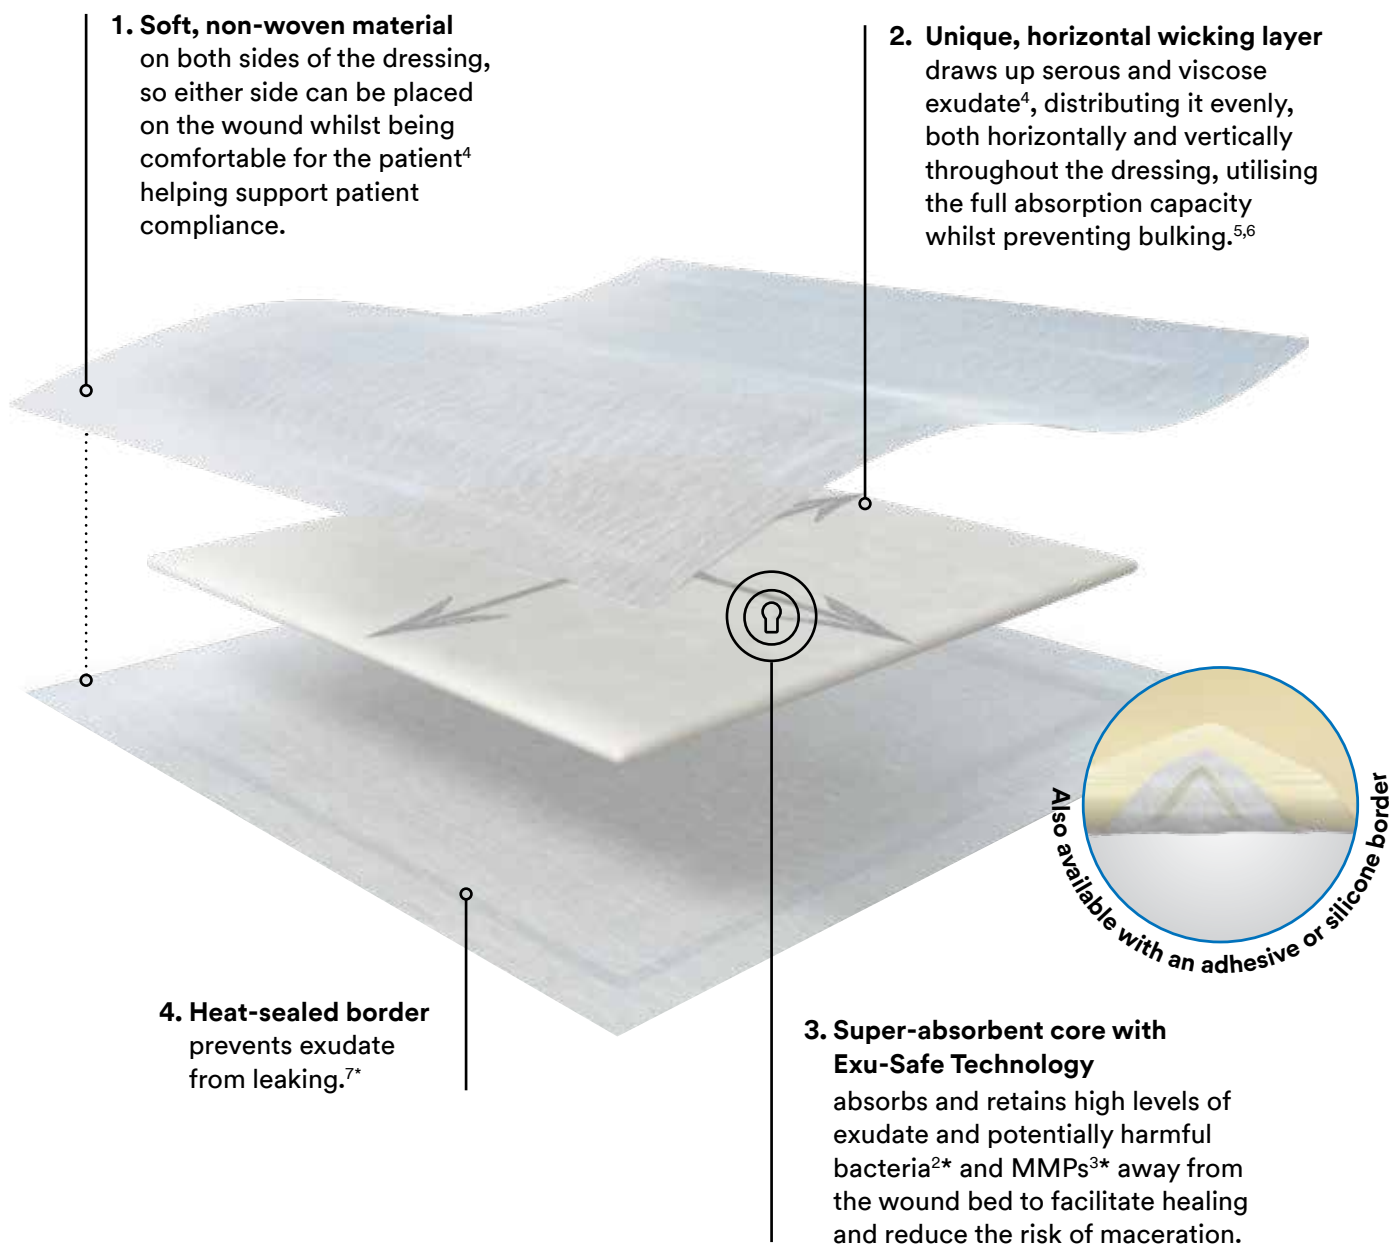 1. Soft, non-woven material
on both sides of the dressing,
so either side can be placed
on the wound whilst being
comfortable for the patient⁴
helping support patient
compliance.
2. Unique, horizontal wicking layer
draws up serous and viscose
exudate⁴, distributing it evenly,
both horizontally and vertically
throughout the dressing, utilising
the full absorption capacity
whilst preventing bulking.⁵,⁶
Also available with an adhesive or silicone border
4. Heat-sealed border
prevents exudate
from leaking.⁷*
3. Super-absorbent core with
Exu-Safe Technology
absorbs and retains high levels of
exudate and potentially harmful
bacteria²* and MMPs³* away from
the wound bed to facilitate healing
and reduce the risk of maceration.